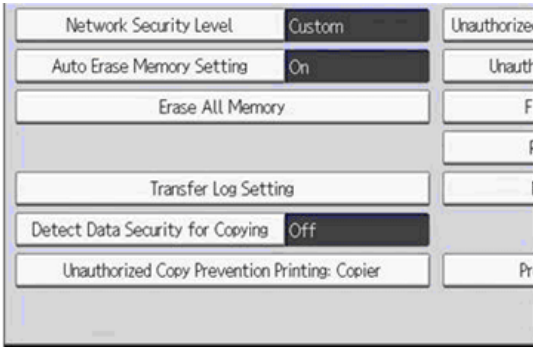 Network Security Level Custom
Auto Erase Memory Setting On
Erase All Memory
Transfer Log Setting
Detect Data Security for Copying Off
Unauthorized Copy Prevention Printing: Copier